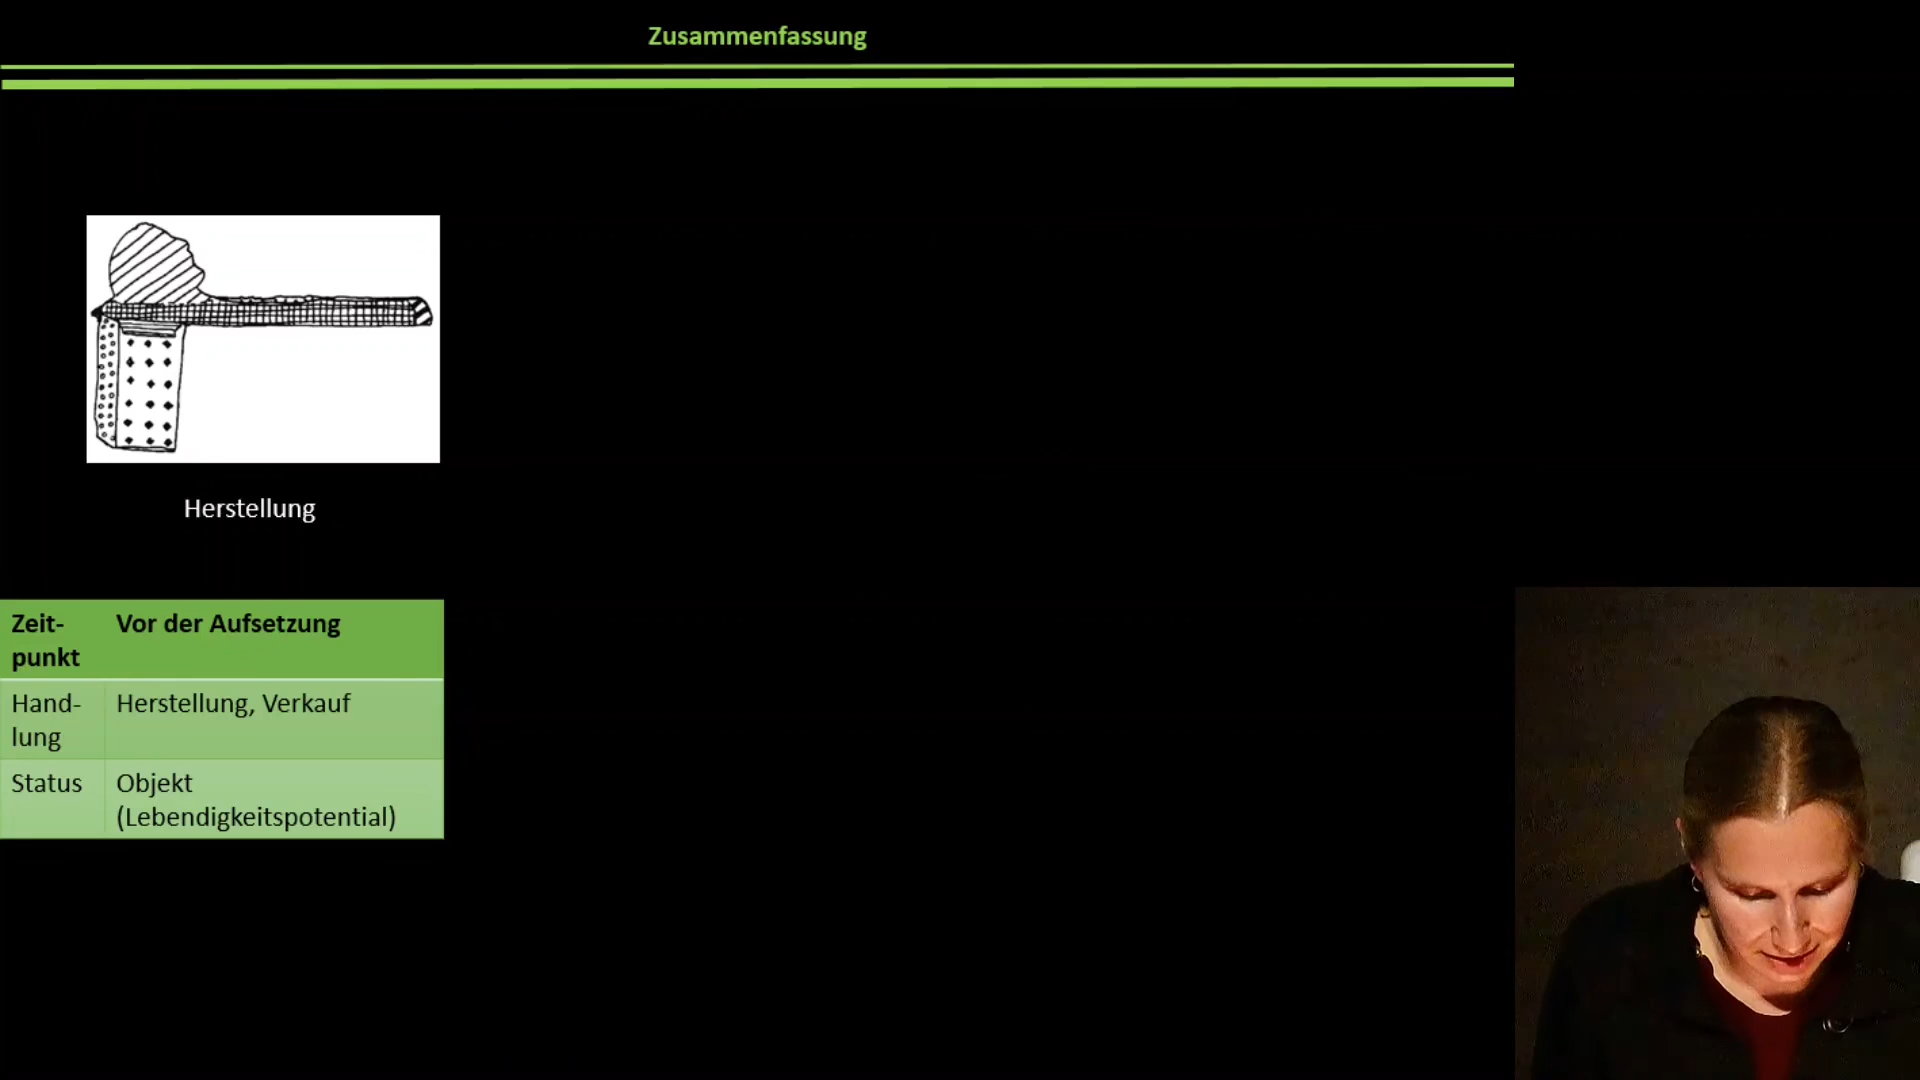 Zusammenfassung
Herstellung
Zeit-
punkt
Vor der Aufsetzung
Hand-
lung
Herstellung, Verkauf
Status
Objekt
(Lebendigkeitspotential)